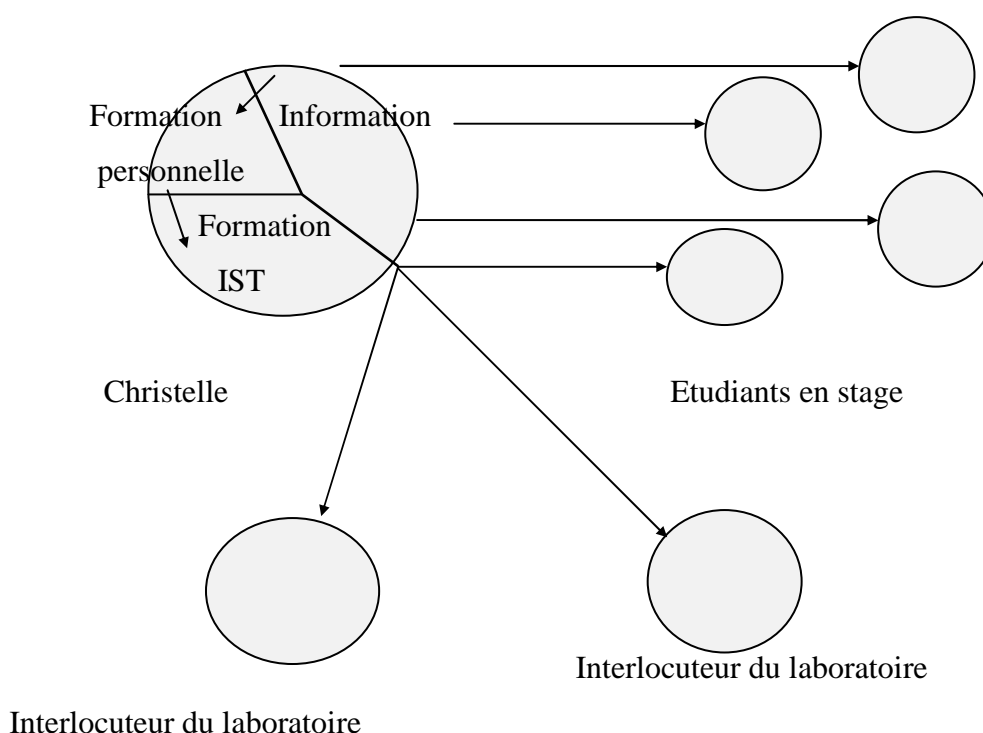 Formation Information
personnelle
Formation
IST
Christelle Etudiants en stage
Interlocuteur du laboratoire
Interlocuteur du laboratoire